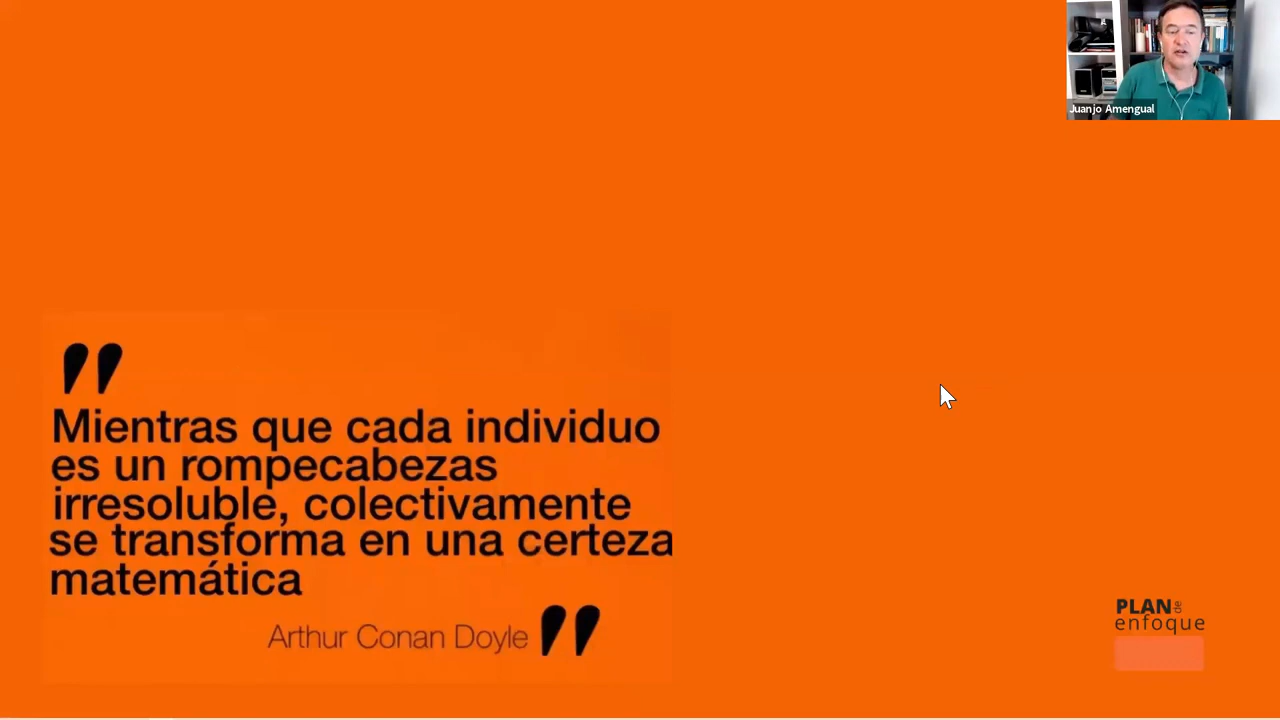 Juanjo Amengual
"
Mientras que cada individuo
es un rompecabezas
irresoluble, colectivamente
se transforma en una certeza
matemática
Arthur Conan Doyle "
PLAN de
enfoque